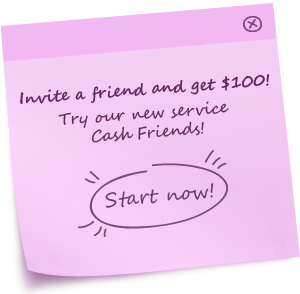 Invite a friend and get $100!
Try our new service
Cash Friends!
Start now!